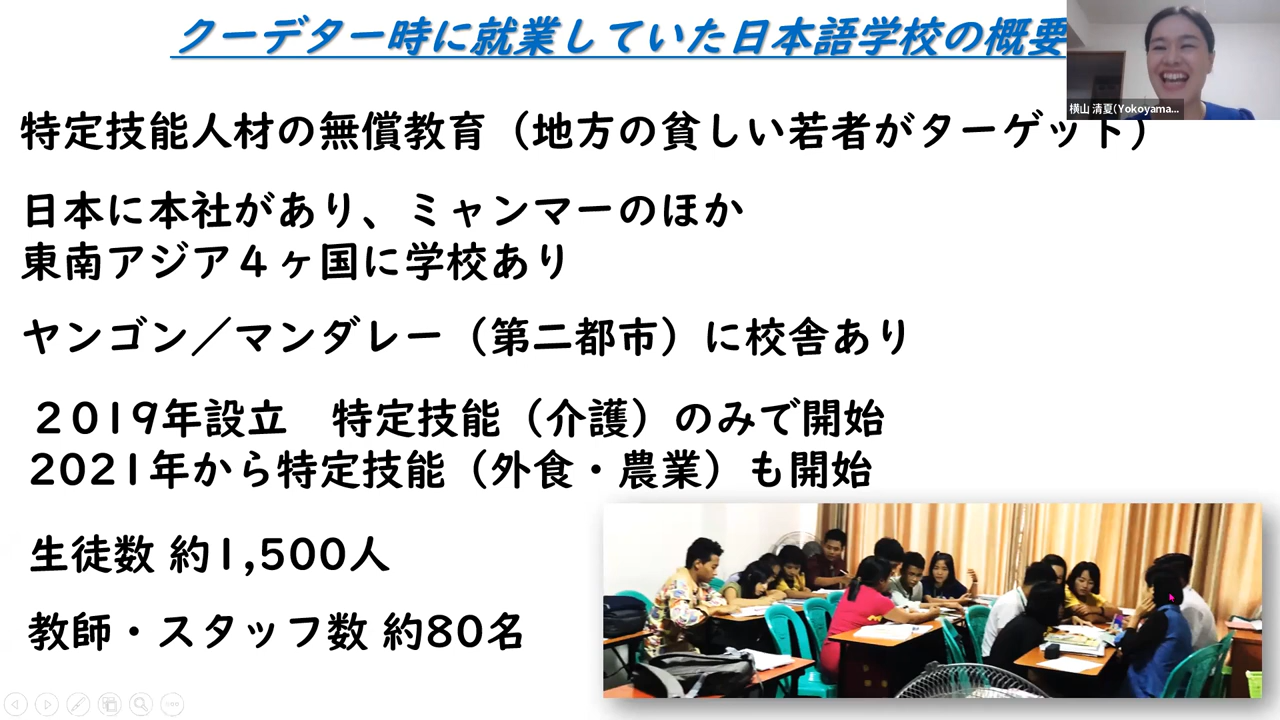 クーデター時に就業していた日本語学校の概要
横山 清夏(Yokoyama...
特定技能人材の無償教育（地方の貧しい若者がターゲット）
日本に本社があり、ミャンマーのほか
東南アジア４ヶ国に学校あり
ヤンゴン／マンダレー（第二都市）に校舎あり
２０１９年設立　特定技能（介護）のみで開始
2021年から特定技能（外食・農業）も開始
生徒数 約1,500人
教師・スタッフ数 約80名